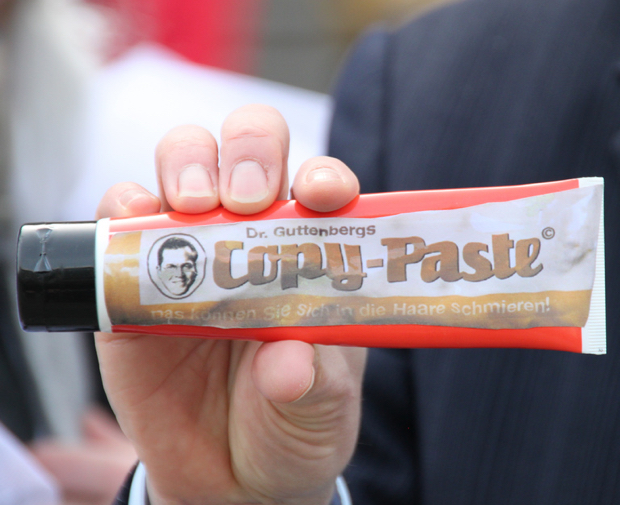 Dr. Guttenbergs
Copy-Paste©
Das können Sie sich in die Haare schmieren!